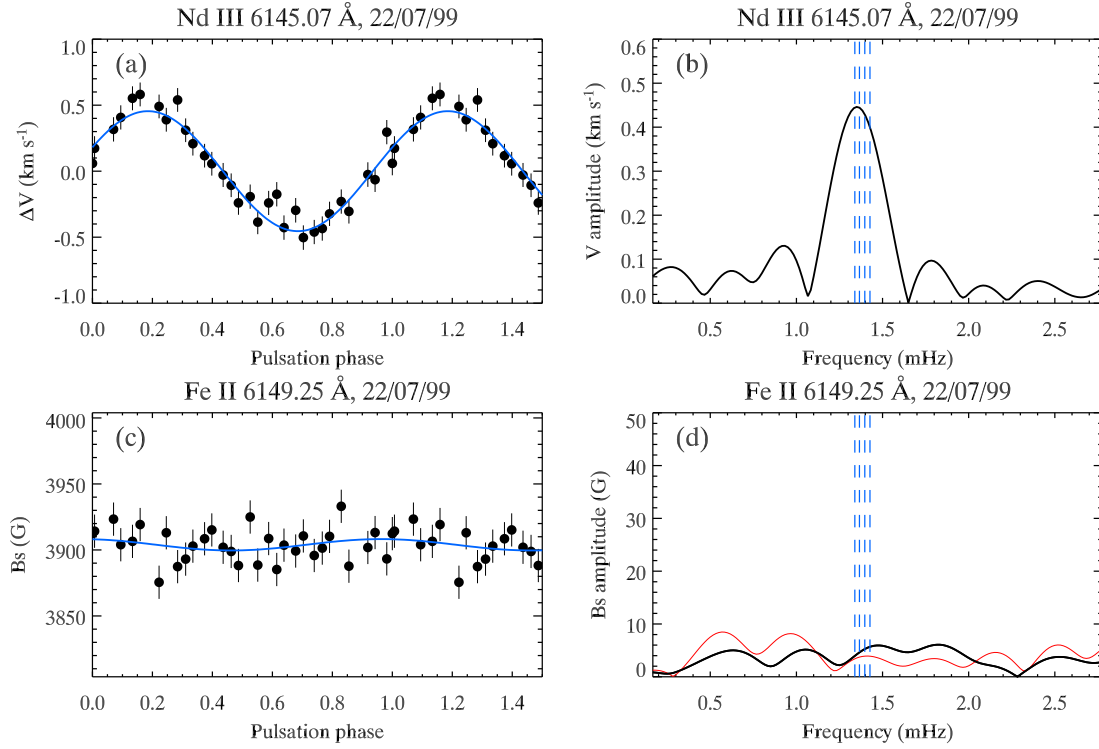 Nd III 6145.07 Å, 22/07/99
(a)
ΔV (km s⁻¹)
1.0
0.5
0.0
-0.5
-1.0
0.0 0.2 0.4 0.6 0.8 1.0 1.2 1.4
Pulsation phase
Nd III 6145.07 Å, 22/07/99
(b)
V amplitude (km s⁻¹)
0.6
0.5
0.4
0.3
0.2
0.1
0.0
0.5 1.0 1.5 2.0 2.5
Frequency (mHz)
Fe II 6149.25 Å, 22/07/99
(c)
Bs (G)
4000
3950
3900
3850
0.0 0.2 0.4 0.6 0.8 1.0 1.2 1.4
Pulsation phase
Fe II 6149.25 Å, 22/07/99
(d)
Bs amplitude (G)
50
40
30
20
10
0
0.5 1.0 1.5 2.0 2.5
Frequency (mHz)